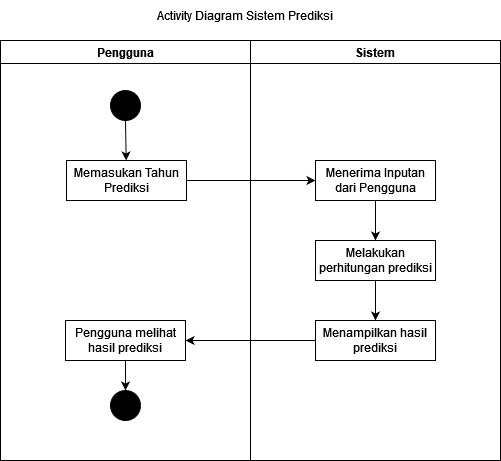 Activity Diagram Sistem Prediksi
Pengguna
Sistem
Memasukan Tahun
Prediksi
Menerima Inputan
dari Pengguna
Melakukan
perhitungan prediksi
Pengguna melihat
hasil prediksi
Menampilkan hasil
prediksi